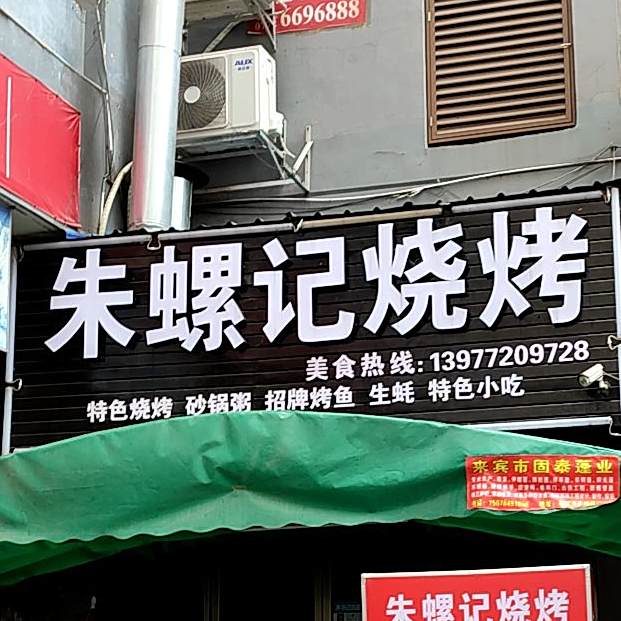 6696888
AUX
朱螺记烧烤
美食热线:13977209728
特色烧烤 砂锅粥 招牌烤鱼 生蚝 特色小吃
来宾市固泰蓬业
朱螺记烧烤